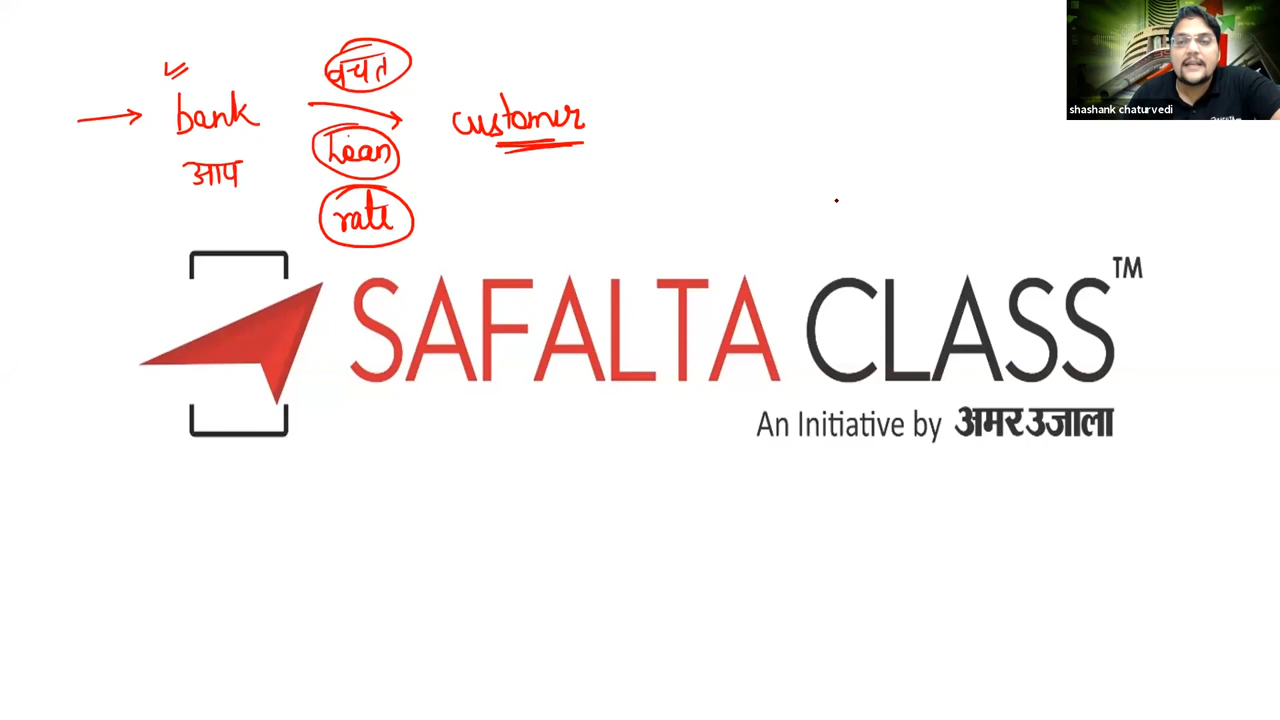 बचत
bank
customer
Loan
आप
rate
SAFALTA CLASS™
An Initiative by अमर उजाला
shashank chaturvedi